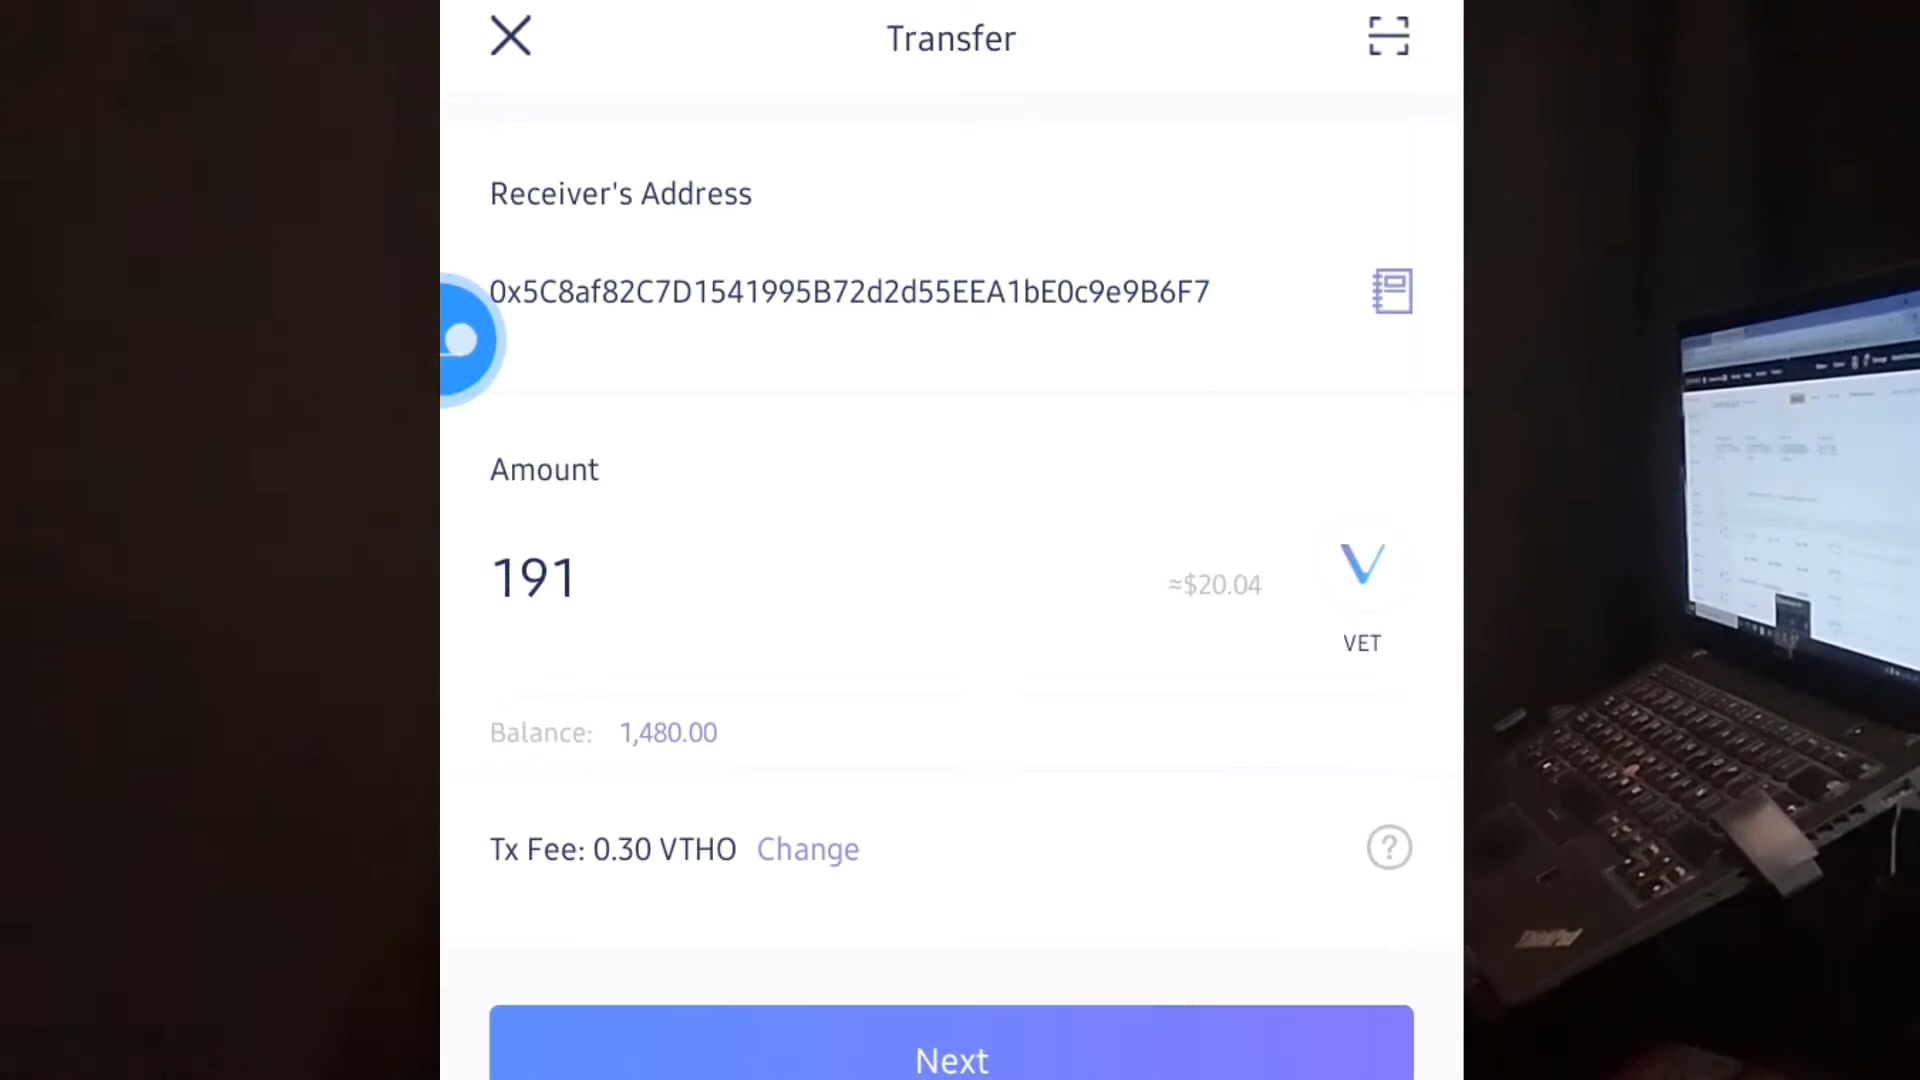 Transfer
Receiver's Address
0x5C8af82C7D1541995B72d2d55EEA1bE0c9e9B6F7
Amount
191
≈$20.04
VET
Balance: 1,480.00
Tx Fee: 0.30 VTHO Change
?
Next